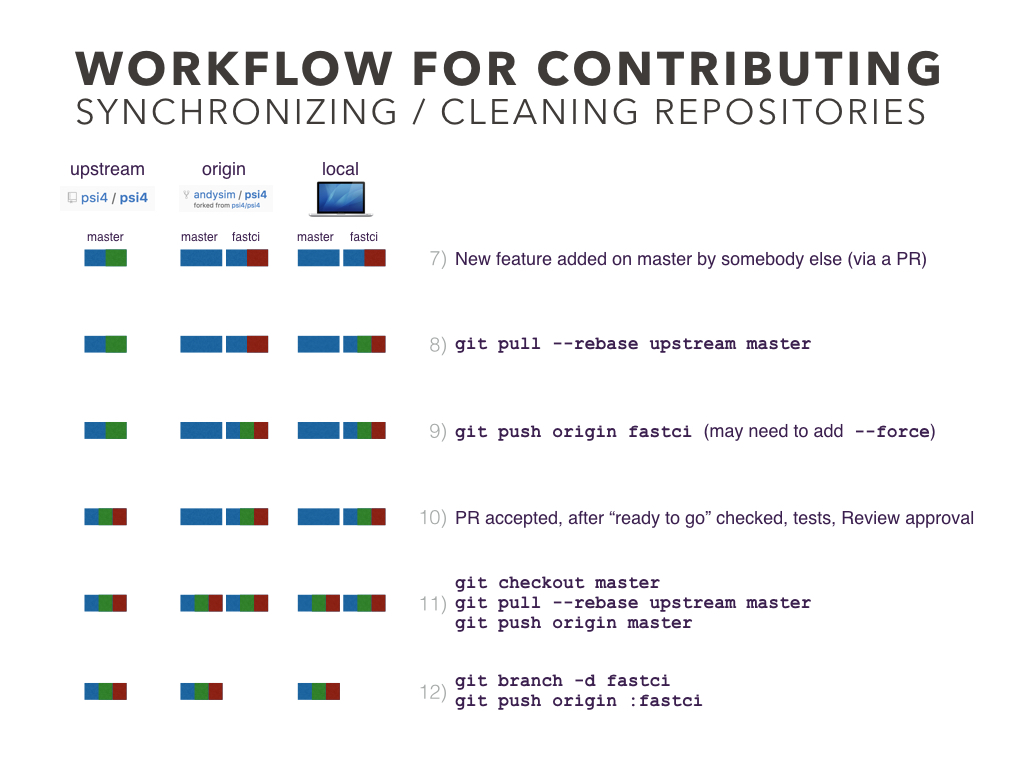 WORKFLOW FOR CONTRIBUTING
SYNCHRONIZING / CLEANING REPOSITORIES
upstream origin local
psi4 / psi4 andysim / psi4
forked from psi4/psi4
master master fastci master fastci
7) New feature added on master by somebody else (via a PR)
8) git pull --rebase upstream master
9) git push origin fastci (may need to add --force)
10) PR accepted, after “ready to go” checked, tests, Review approval
git checkout master
11) git pull --rebase upstream master
git push origin master
12) git branch -d fastci
git push origin :fastci